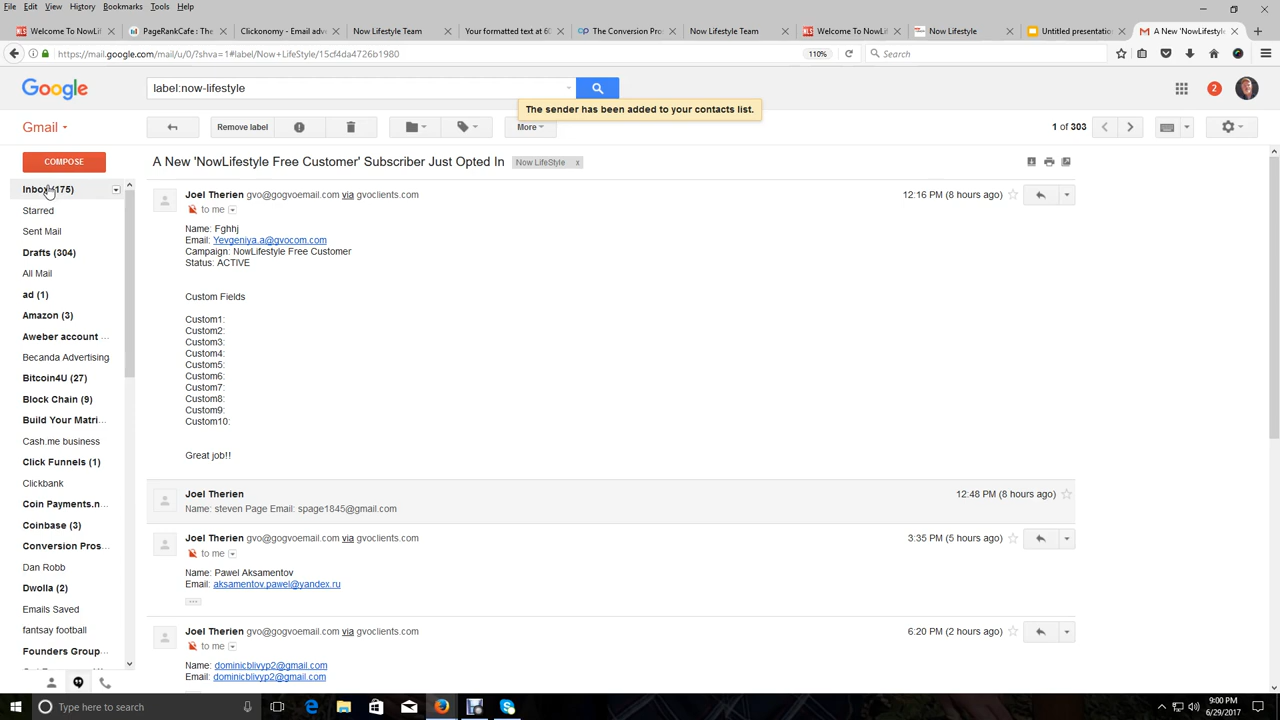 File Edit View History Bookmarks Tools Help
Welcome To NowLif
PageRankCafe : The
Clickonomy - Email adv
Now Lifestyle Team
Your formatted text at 65
The Conversion Pro
Now Lifestyle Team
Welcome To NowLi
Now Lifestyle
Untitled presentatio
A New 'NowLifestyle
https://mail.google.com/mail/u/0/?shva=1#label/Now+LifeStyle/15cf4da4726b1980
110%
Search
Google
label:now-lifestyle
2
The sender has been added to your contacts list.
Gmail
Remove label
More
1 of 303
COMPOSE
A New 'NowLifestyle Free Customer' Subscriber Just Opted In
Now LifeStyle x
Inbox (175)
Starred
Sent Mail
Drafts (304)
All Mail
ad (1)
Amazon (3)
Aweber account ...
Becanda Advertising
Bitcoin4U (27)
Block Chain (9)
Build Your Matri...
Cash.me business
Click Funnels (1)
Clickbank
Coin Payments.n...
Coinbase (3)
Conversion Pros...
Dan Robb
Dwolla (2)
Emails Saved
fantsay football
Founders Group...
Joel Therien gvo@gogvoemail.com via gvoclients.com
12:16 PM (8 hours ago)
to me
Name: Fghhj
Email: Yevgeniya.a@gvocom.com
Campaign: NowLifestyle Free Customer
Status: ACTIVE
Custom Fields
Custom1:
Custom2:
Custom3:
Custom4:
Custom5:
Custom6:
Custom7:
Custom8:
Custom9:
Custom10:
Great job!!
Joel Therien
12:48 PM (8 hours ago)
Name: steven Page Email: spage1845@gmail.com
Joel Therien gvo@gogvoemail.com via gvoclients.com
3:35 PM (5 hours ago)
to me
Name: Pawel Aksamentov
Email: aksamentov.pawel@yandex.ru
Joel Therien gvo@gogvoemail.com via gvoclients.com
6:20 PM (2 hours ago)
to me
Name: dominicblivyp2@gmail.com
dominicblivyp2@gmail.com
Type here to search
9:00 PM
6/29/2017